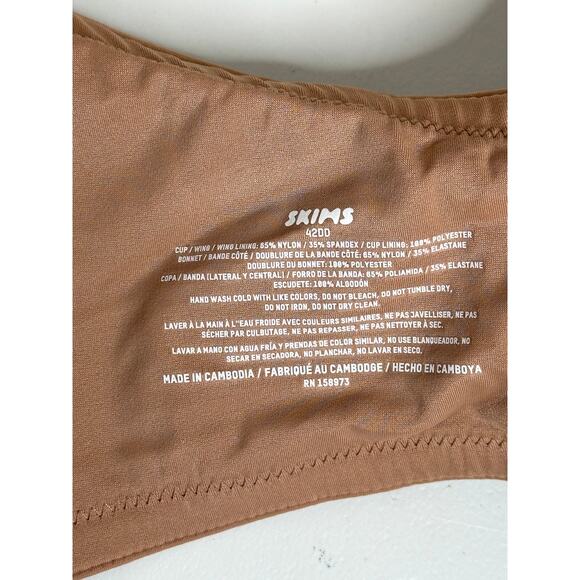 SKIMS
42DD
CUP / WING / WING LINING: 65% NYLON / 35% SPANDEX / CUP LINING: 100% POLYESTER
BONNET / BANDE CÔTÉ / DOUBLURE DE LA BANDE CÔTÉ: 65% NYLON / 35% ELASTANE
DOUBLURE DU BONNET: 100% POLYESTER
COPA / BANDA (LATERAL Y CENTRAL) / FORRO DE LA BANDA: 65% POLIAMIDA / 35% ELASTANE
ESCUDETE: 100% ALGODÓN
HAND WASH COLD WITH LIKE COLORS, DO NOT BLEACH, DO NOT TUMBLE DRY,
DO NOT IRON, DO NOT DRY CLEAN.
LAVER À LA MAIN À L"EAU FROIDE AVEC COULEURS SIMILAIRES, NE PAS JAVELLISER, NE PAS
SÉCHER PAR CULBUTAGE, NE PAS REPASSER, NE PAS NETTOYER À SEC.
LAVAR A MANO CON AGUA FRÍA Y PRENDAS DE COLOR SIMILAR, NO USE BLANQUEADOR, NO
SECAR EN SECADORA, NO PLANCHAR, NO LAVAR EN SECO.
MADE IN CAMBODIA / FABRIQUÉ AU CAMBODGE / HECHO EN CAMBOYA
RN 158973